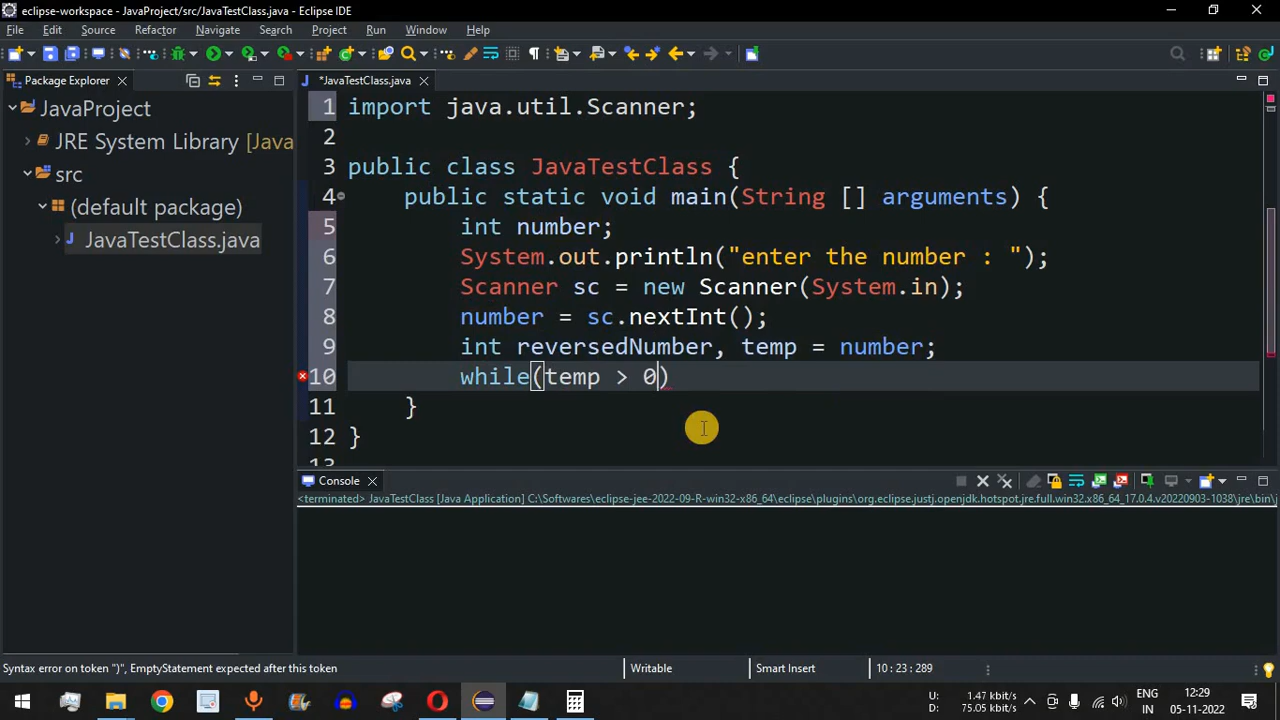 eclipse-workspace - JavaProject/src/JavaTestClass.java - Eclipse IDE
File Edit Source Refactor Navigate Search Project Run Window Help
Package Explorer
*JavaTestClass.java
JavaProject
JRE System Library [Java
src
(default package)
JavaTestClass.java
1 import java.util.Scanner;
2
3 public class JavaTestClass {
4 public static void main(String [] arguments) {
5 int number;
6 System.out.println("enter the number : ");
7 Scanner sc = new Scanner(System.in);
8 number = sc.nextInt();
9 int reversedNumber, temp = number;
10 while(temp > 0)
11 }
12 }
13
Console
<terminated> JavaTestClass [Java Application] C:\Softwares\eclipse-jee-2022-09-R-win32-x86_64\eclipse\plugins\org.eclipse.justj.openjdk.hotspot.jre.full.win32.x86_64_17.0.4.v20220903-1038\jre\bin\j
Syntax error on token ")", EmptyStatement expected after this token
Writable
Smart Insert
10 : 23 : 289
U: 1.47 kbit/s
D: 75.05 kbit/s
ENG
IN
12:29
05-11-2022